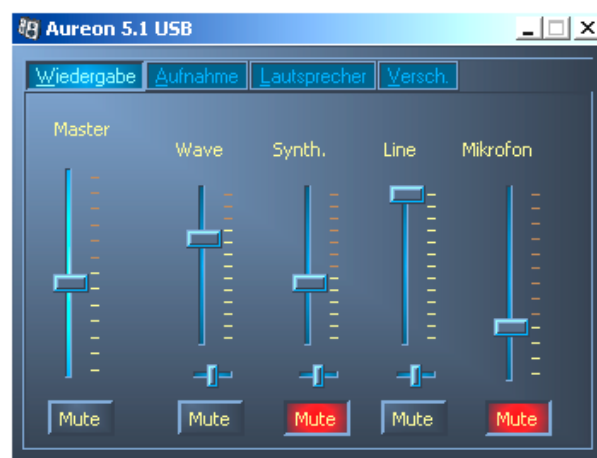 Aureon 5.1 USB
Wiedergabe Aufnahme Lautsprecher Versch.
Master
Wave Synth. Line Mikrofon
Mute Mute Mute Mute Mute